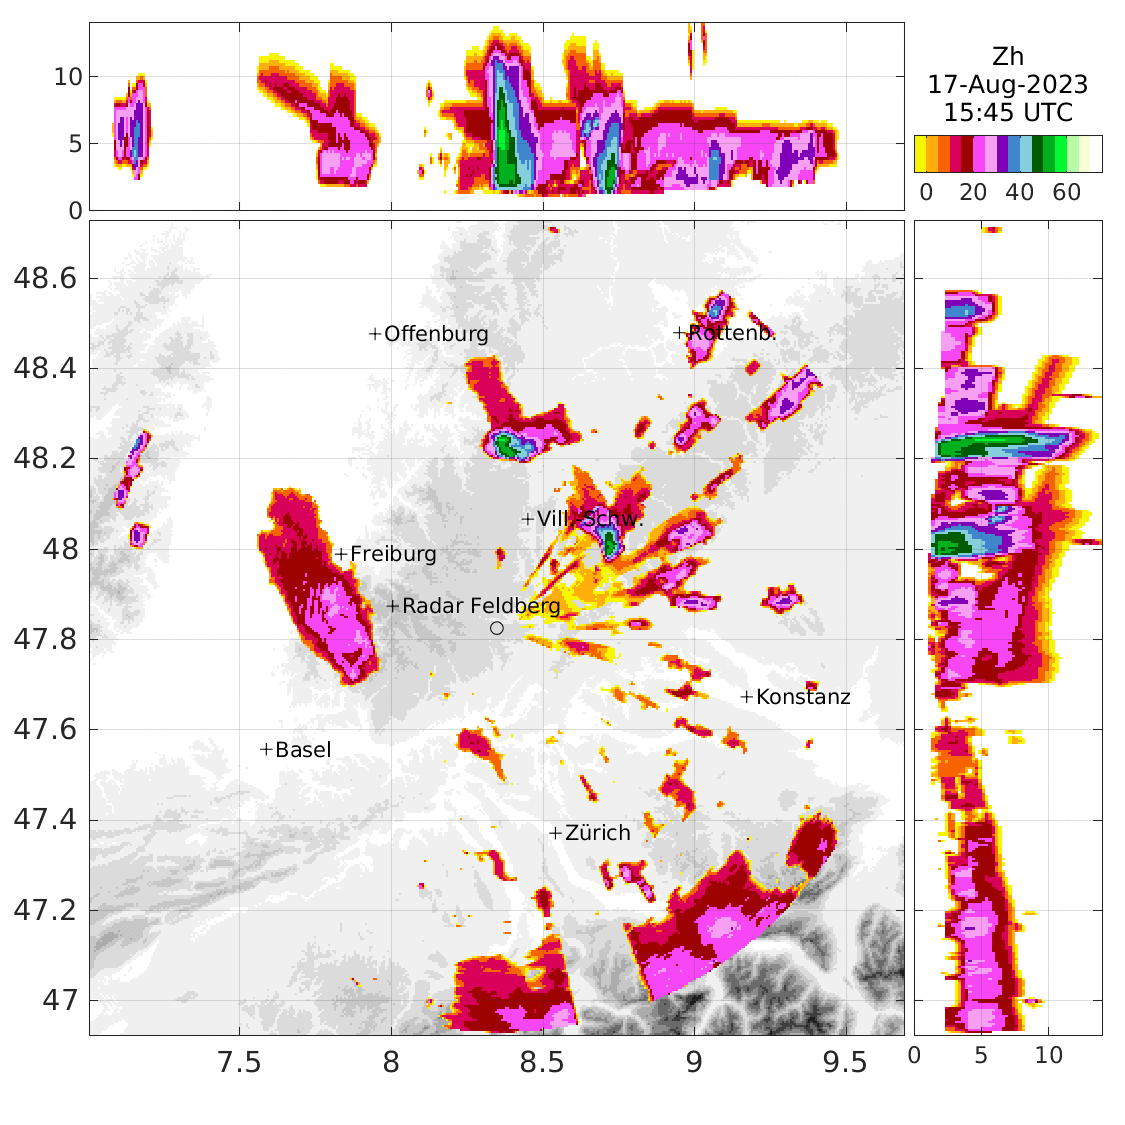 Zh
17-Aug-2023
15:45 UTC
0 20 40 60
10
5
0
48.6
48.4
48.2
48
47.8
47.6
47.4
47.2
47
+Offenburg
+Rottenb.
+Vill.-Schw.
+Freiburg
+Radar Feldberg
+Konstanz
+Basel
+Zürich
7.5 8 8.5 9 9.5
0 5 10